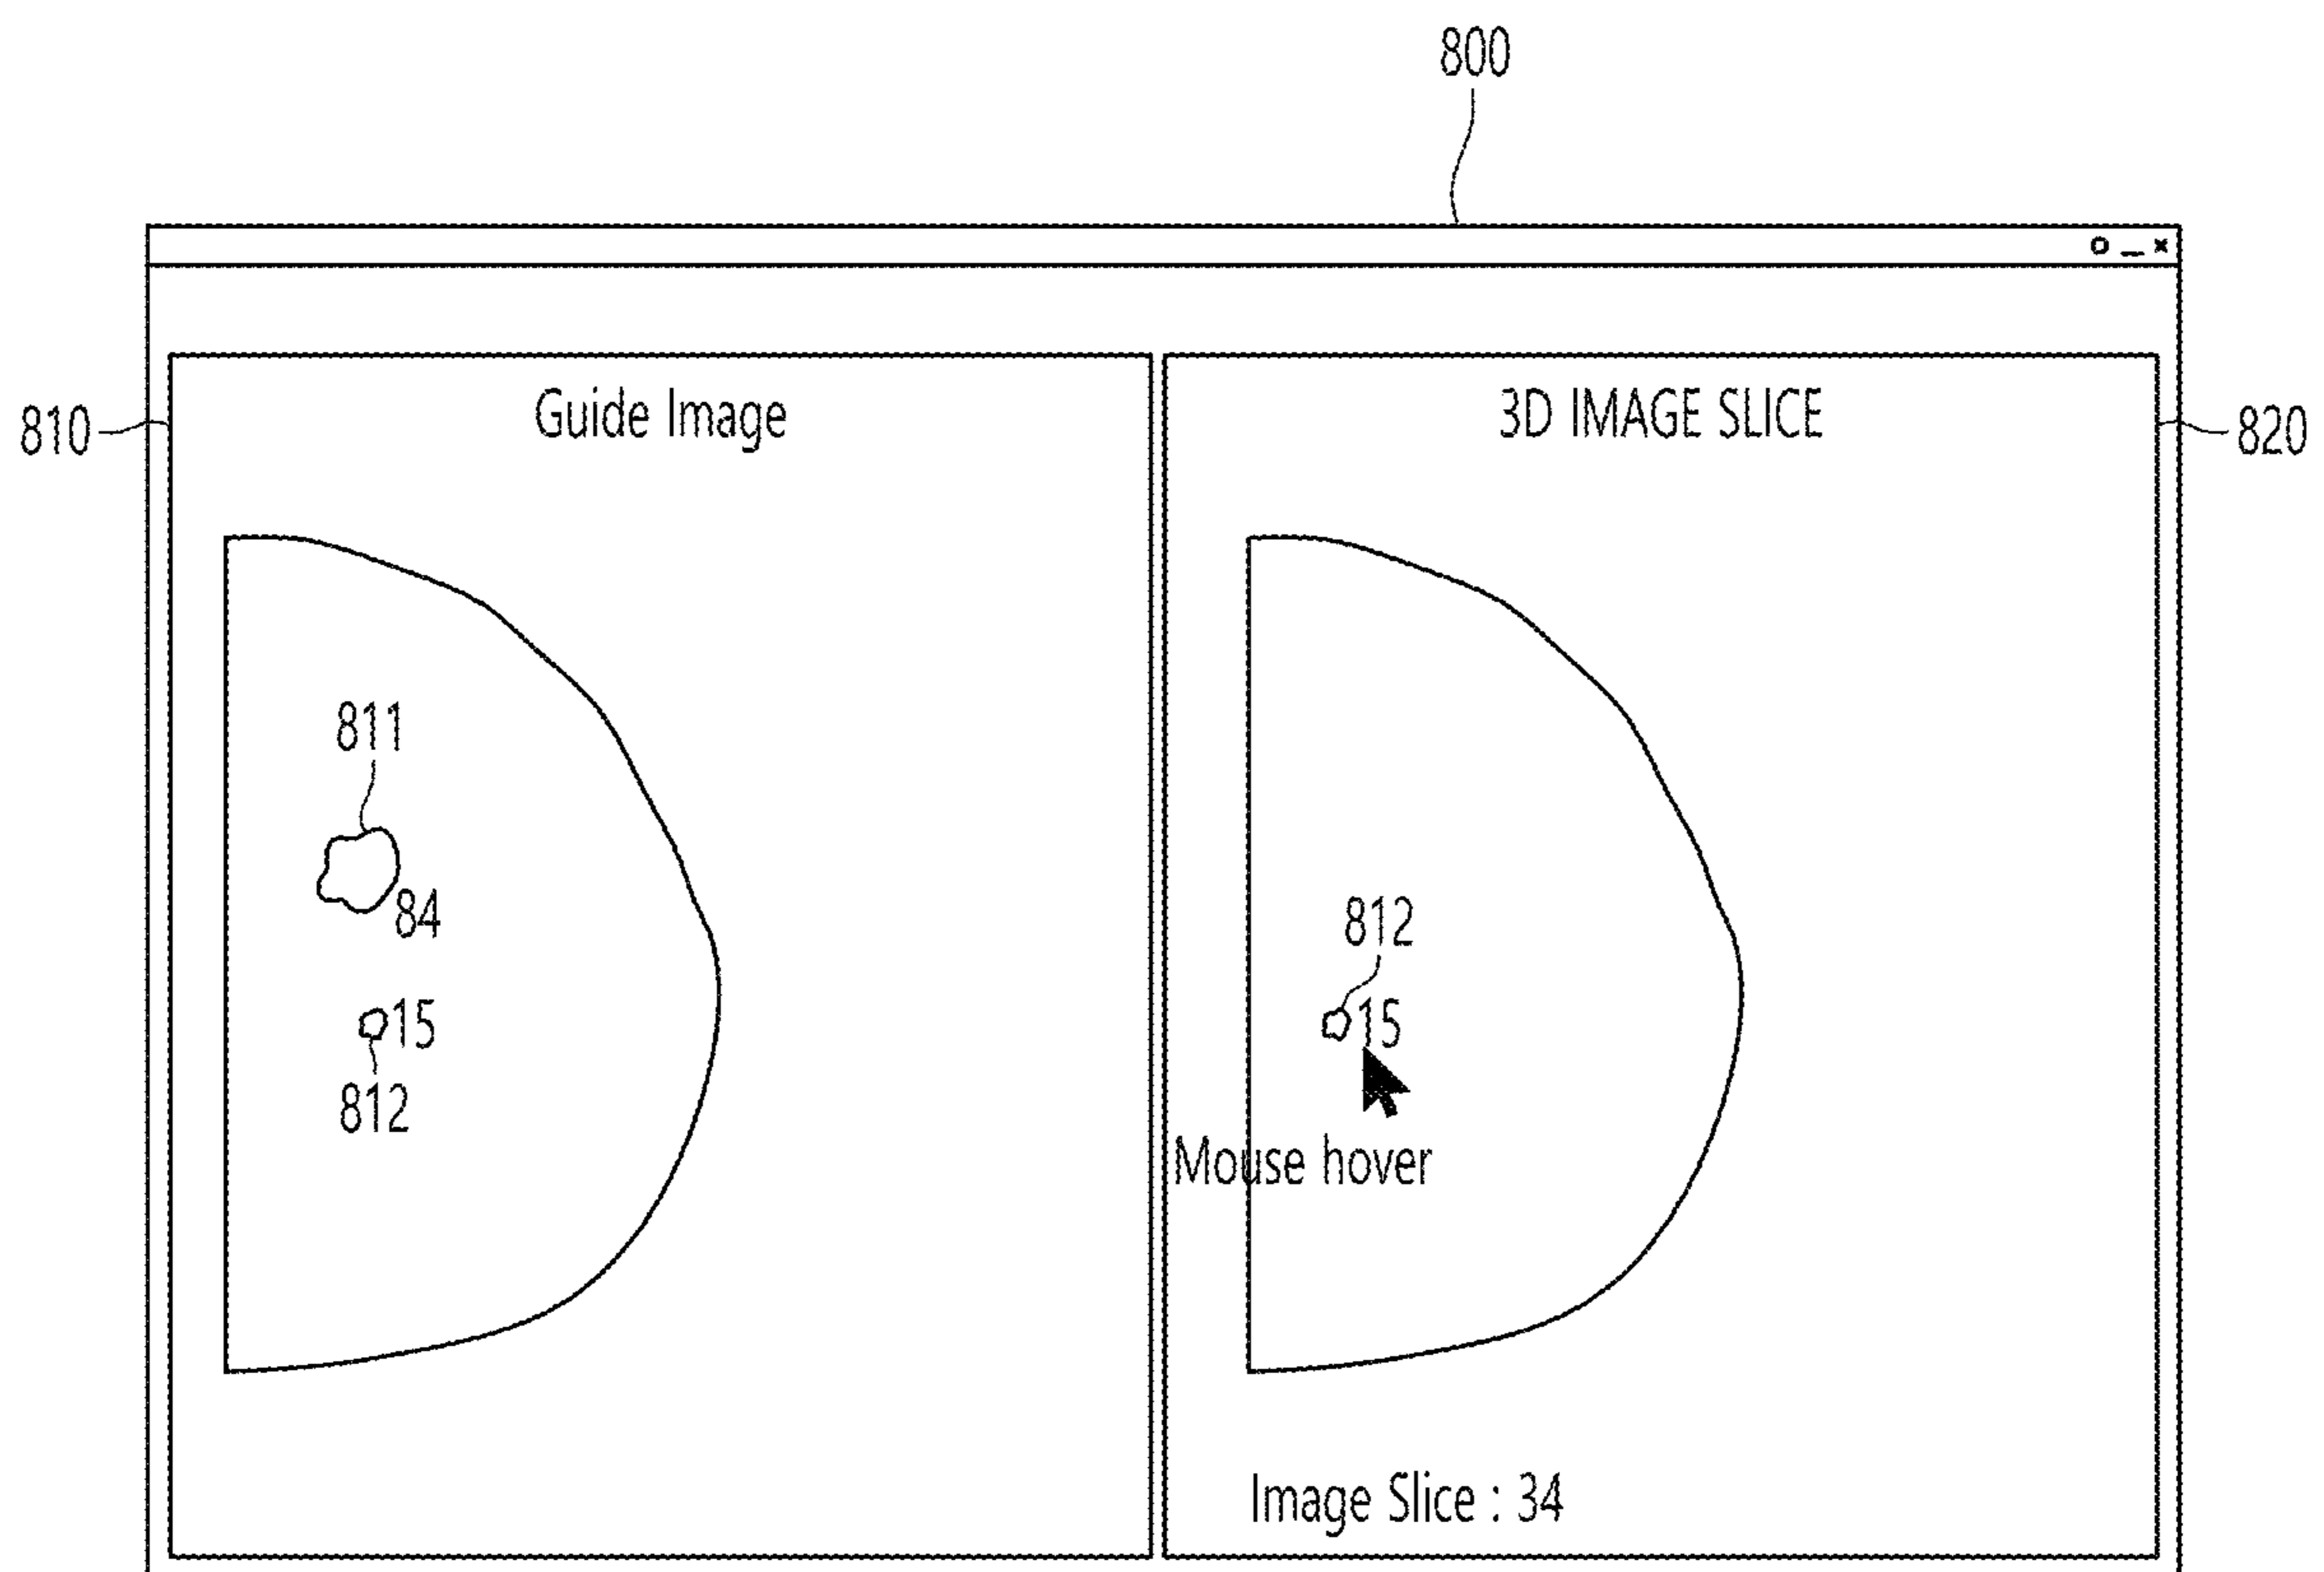 800
O _ x
810
Guide Image
811
84
15
812
3D IMAGE SLICE
820
812
15
Mouse hover
Image Slice : 34